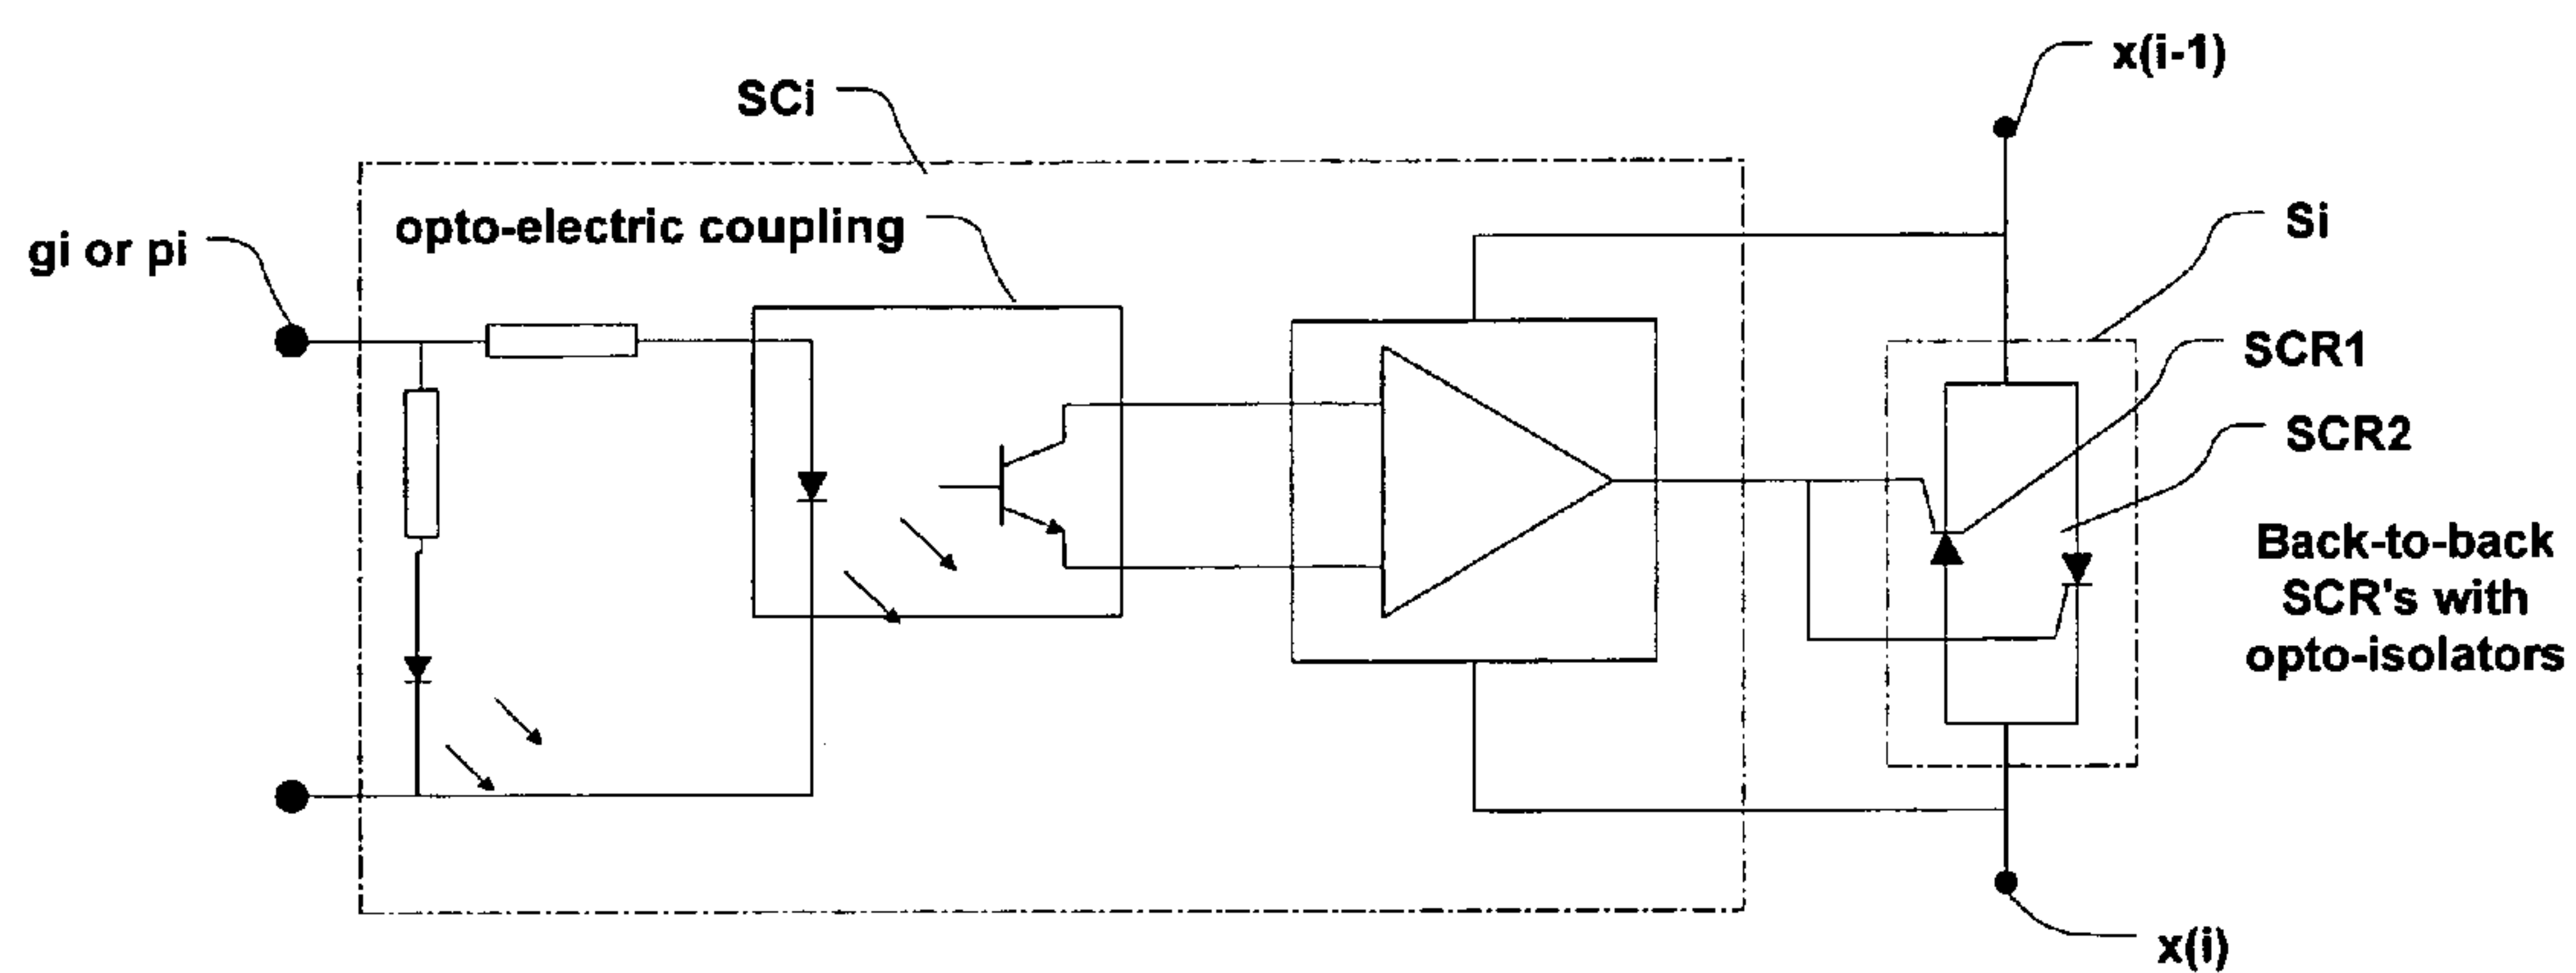 x(i-1)
SCi
opto-electric coupling
gi or pi
Si
SCR1
SCR2
Back-to-back
SCR's with
opto-isolators
x(i)